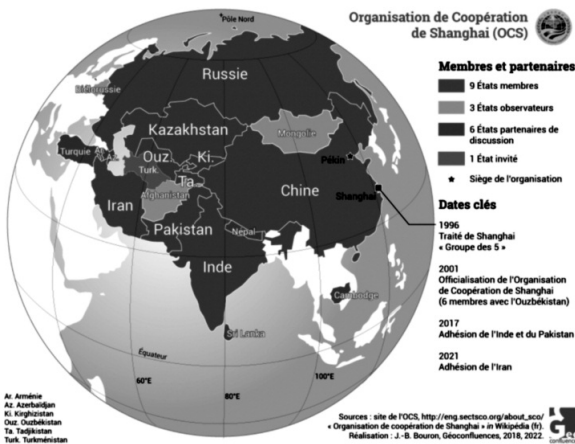 Organisation de Coopération
de Shanghai (OCS)
Membres et partenaires
9 États membres
3 États observateurs
6 États partenaires de
discussion
1 État invité
Siège de l'organisation
Dates clés
1996
Traité de Shanghai
« Groupe des 5 »
2001
Officialisation de l'Organisation
de Coopération de Shanghai
(6 membres avec l'Ouzbékistan)
2017
Adhésion de l'Inde et du Pakistan
2021
Adhésion de l'Iran
Pôle Nord
Russie
Biélorussie
Kazakhstan
Mongolie
Turquie
Ar.
Az.
Ouz.
Ki.
Turk.
Ta.
Pékin
Chine
Shanghai
Afghanistan
Iran
Pakistan
Népal
Inde
Cambodge
Sri Lanka
Équateur
60°E
80°E
100°E
Ar. Arménie
Az. Azerbaïdjan
Ki. Kirghizistan
Ouz. Ouzbékistan
Ta. Tadjikistan
Turk. Turkménistan
Sources : site de l'OCS, http://eng.sectsco.org/about_sco/
« Organisation de coopération de Shanghai » in Wikipédia (fr).
Réalisation : J.-B. Bouron, Géoconfluences, 2018, 2022.